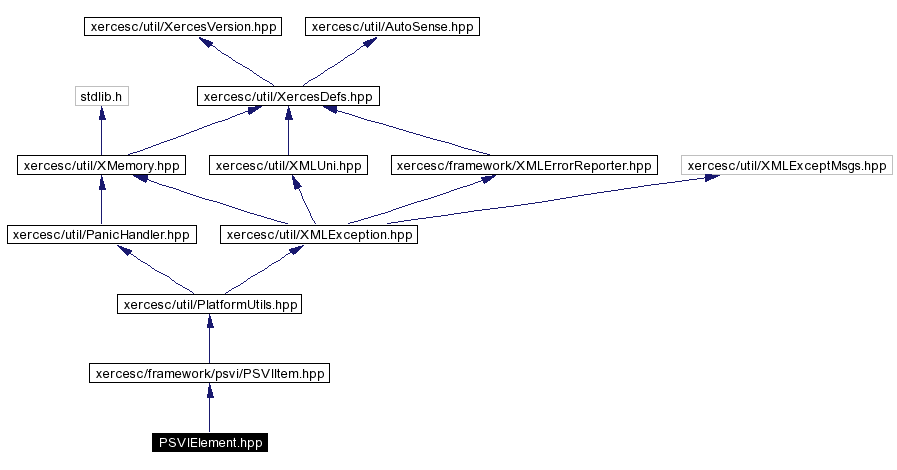 xercesc/util/XercesVersion.hpp
xercesc/util/AutoSense.hpp
stdlib.h
xercesc/util/XercesDefs.hpp
xercesc/util/XMemory.hpp
xercesc/util/XMLUni.hpp
xercesc/framework/XMLErrorReporter.hpp
xercesc/util/XMLExceptMsgs.hpp
xercesc/util/PanicHandler.hpp
xercesc/util/XMLException.hpp
xercesc/util/PlatformUtils.hpp
xercesc/framework/psvi/PSVIItem.hpp
PSVIElement.hpp